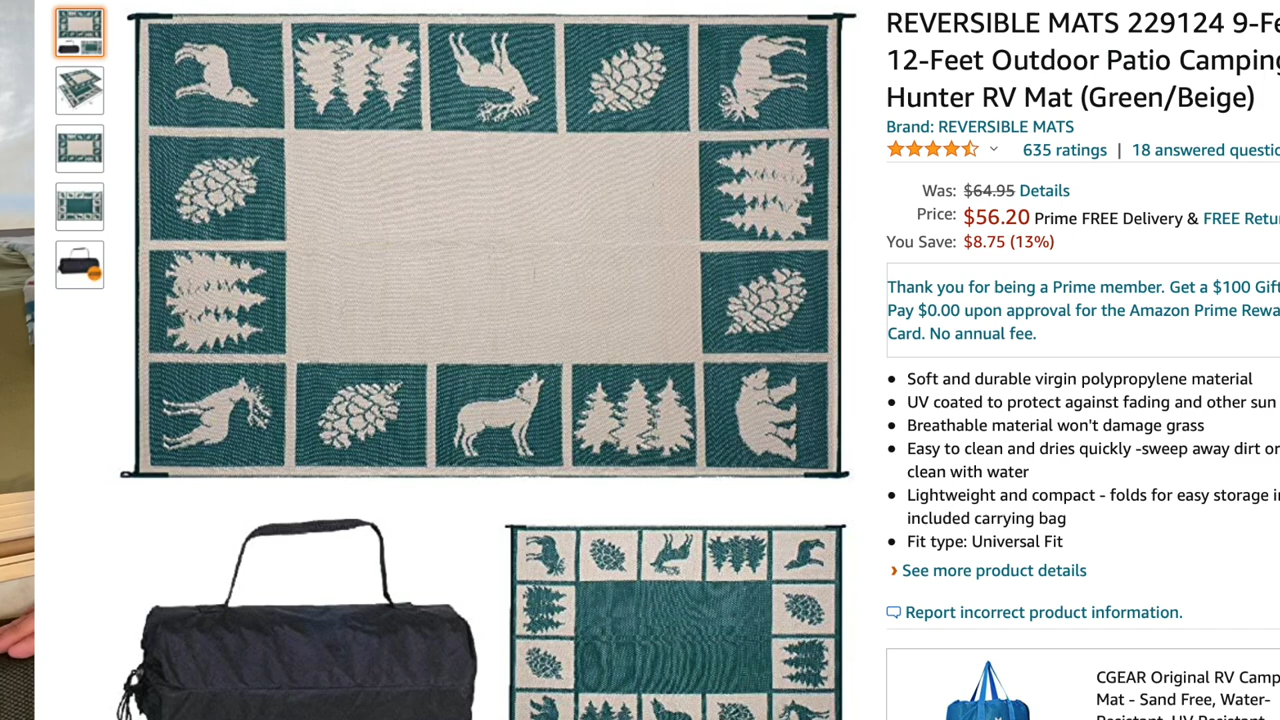 REVERSIBLE MATS 229124 9-Fe
12-Feet Outdoor Patio Camping
Hunter RV Mat (Green/Beige)
Brand: REVERSIBLE MATS
635 ratings | 18 answered questio
Was: $64.95 Details
Price: $56.20 Prime FREE Delivery & FREE Retu
You Save: $8.75 (13%)
Thank you for being a Prime member. Get a $100 Gift
Pay $0.00 upon approval for the Amazon Prime Rewa
Card. No annual fee.
Soft and durable virgin polypropylene material
UV coated to protect against fading and other sun
Breathable material won't damage grass
Easy to clean and dries quickly -sweep away dirt or
clean with water
Lightweight and compact - folds for easy storage i
included carrying bag
Fit type: Universal Fit
› See more product details
Report incorrect product information.
CGEAR Original RV Camp
Mat - Sand Free, Water-
Resistant, UV Resistant